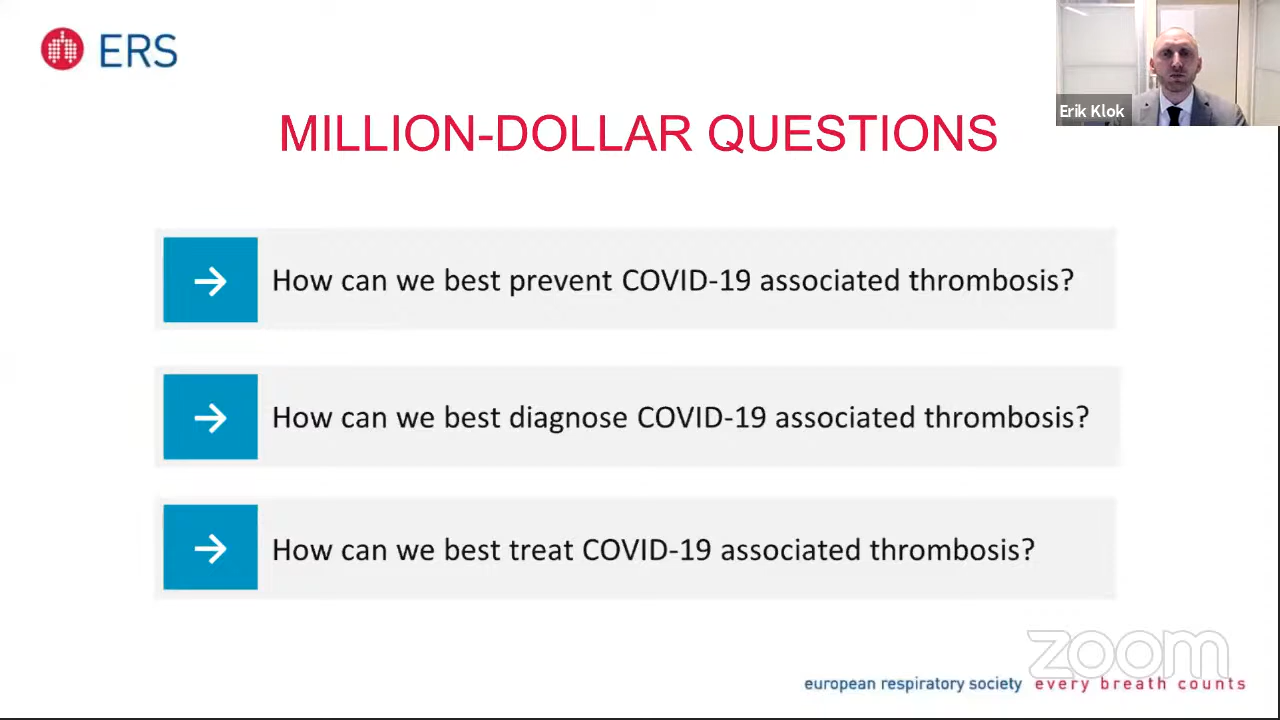 ERS
Erik Klok
MILLION-DOLLAR QUESTIONS
How can we best prevent COVID-19 associated thrombosis?
How can we best diagnose COVID-19 associated thrombosis?
How can we best treat COVID-19 associated thrombosis?
zoom
european respiratory society every breath counts